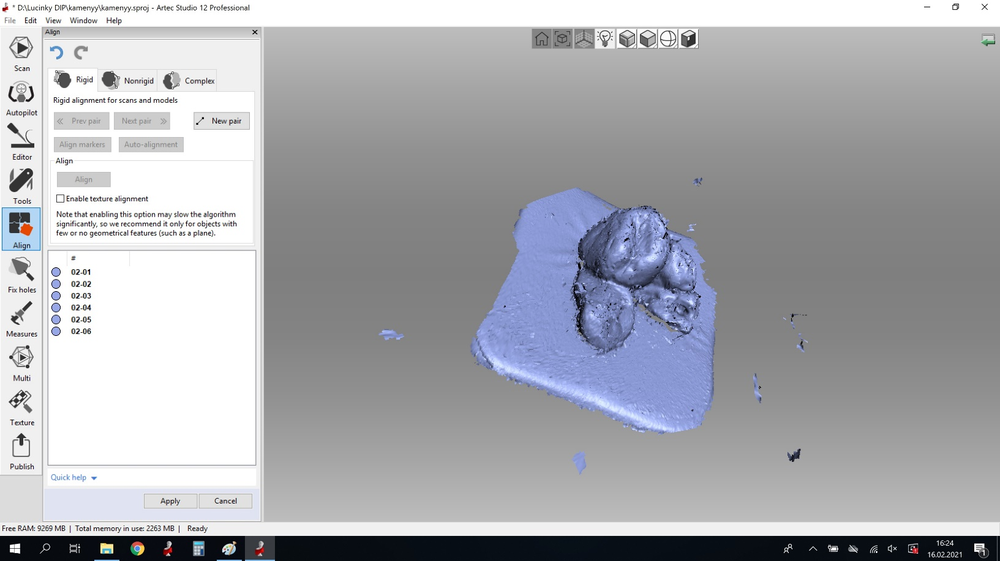 * D:\Lucinky DIP\kamenyy\kamenyy.sproj - Artec Studio 12 Professional
File Edit View Window Help
Align
Scan
Autopilot
Editor
Tools
Align
Fix holes
Measures
Multi
Texture
Publish
Rigid Nonrigid Complex
Rigid alignment for scans and models
Prev pair Next pair New pair
Align markers Auto-alignment
Align
Align
Enable texture alignment
Note that enabling this option may slow the algorithm
significantly, so we recommend it only for objects with
few or no geometrical features (such as a plane).
#
02-01
02-02
02-03
02-04
02-05
02-06
Quick help
Apply Cancel
Free RAM: 9269 MB | Total memory in use: 2263 MB | Ready
16:24
16.02.2021
1